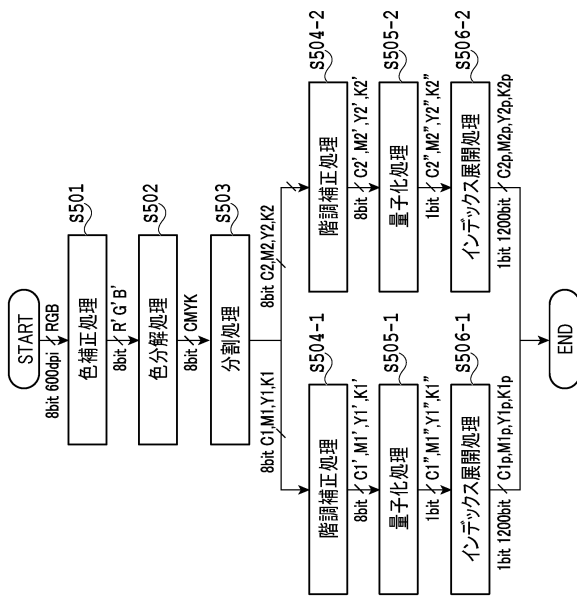 START
8bit 600dpi RGB
S501
色補正処理
8bit R'G'B'
S502
色分解処理
8bit CMYK
S503
分割処理
8bit C1,M1,Y1,K1
8bit C2,M2,Y2,K2
S504-1
階調補正処理
8bit C1',M1',Y1',K1'
S505-1
量子化処理
1bit C1",M1",Y1",K1"
S506-1
インデックス展開処理
1bit 1200bit C1p,M1p,Y1p,K1p
S504-2
階調補正処理
8bit C2',M2',Y2',K2'
S505-2
量子化処理
1bit C2",M2",Y2",K2"
S506-2
インデックス展開処理
1bit 1200bit C2p,M2p,Y2p,K2p
END